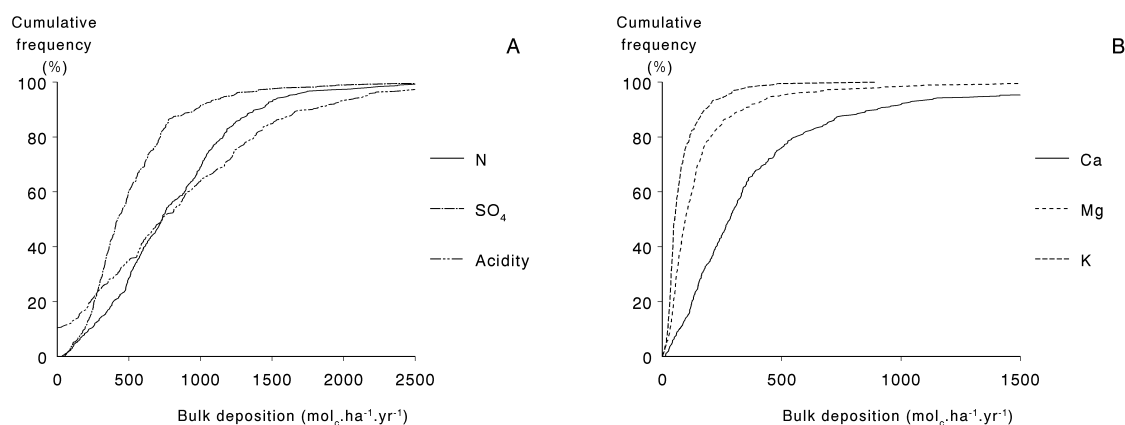 Cumulative
frequency
(%)
A
100
80
60
40
20
0
0 500 1000 1500 2000 2500
Bulk deposition (molc.ha-1.yr-1)
N
SO4
Acidity
Cumulative
frequency
(%)
B
100
80
60
40
20
0
0 500 1000 1500
Bulk deposition (molc.ha-1.yr-1)
Ca
Mg
K